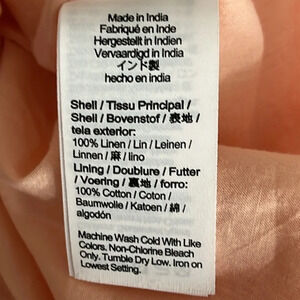 Made in India
Fabriqué en Inde
Hergestellt in Indien
Vervaardigd in India
インド製
hecho en india
Shell / Tissu Principal /
Shell / Bovenstof / 表地 /
tela exterior:
100% Linen / Lin / Leinen /
Linnen / 麻 / lino
Lining / Doublure / Futter
/ Voering / 裏地 / forro:
100% Cotton / Coton /
Baumwolle / Katoen / 綿 /
algodón
Machine Wash Cold With Like
Colors. Non-Chlorine Bleach
Only. Tumble Dry Low. Iron on
Lowest Setting.